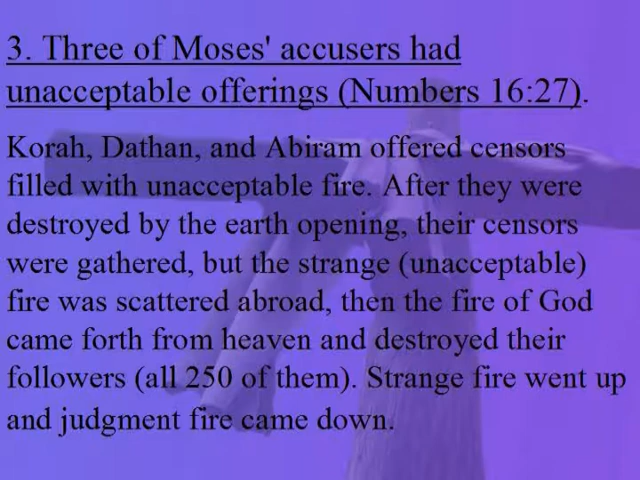 3. Three of Moses' accusers had
unacceptable offerings (Numbers 16:27).
Korah, Dathan, and Abiram offered censors
filled with unacceptable fire. After they were
destroyed by the earth opening, their censors
were gathered, but the strange (unacceptable)
fire was scattered abroad, then the fire of God
came forth from heaven and destroyed their
followers (all 250 of them). Strange fire went up
and judgment fire came down.